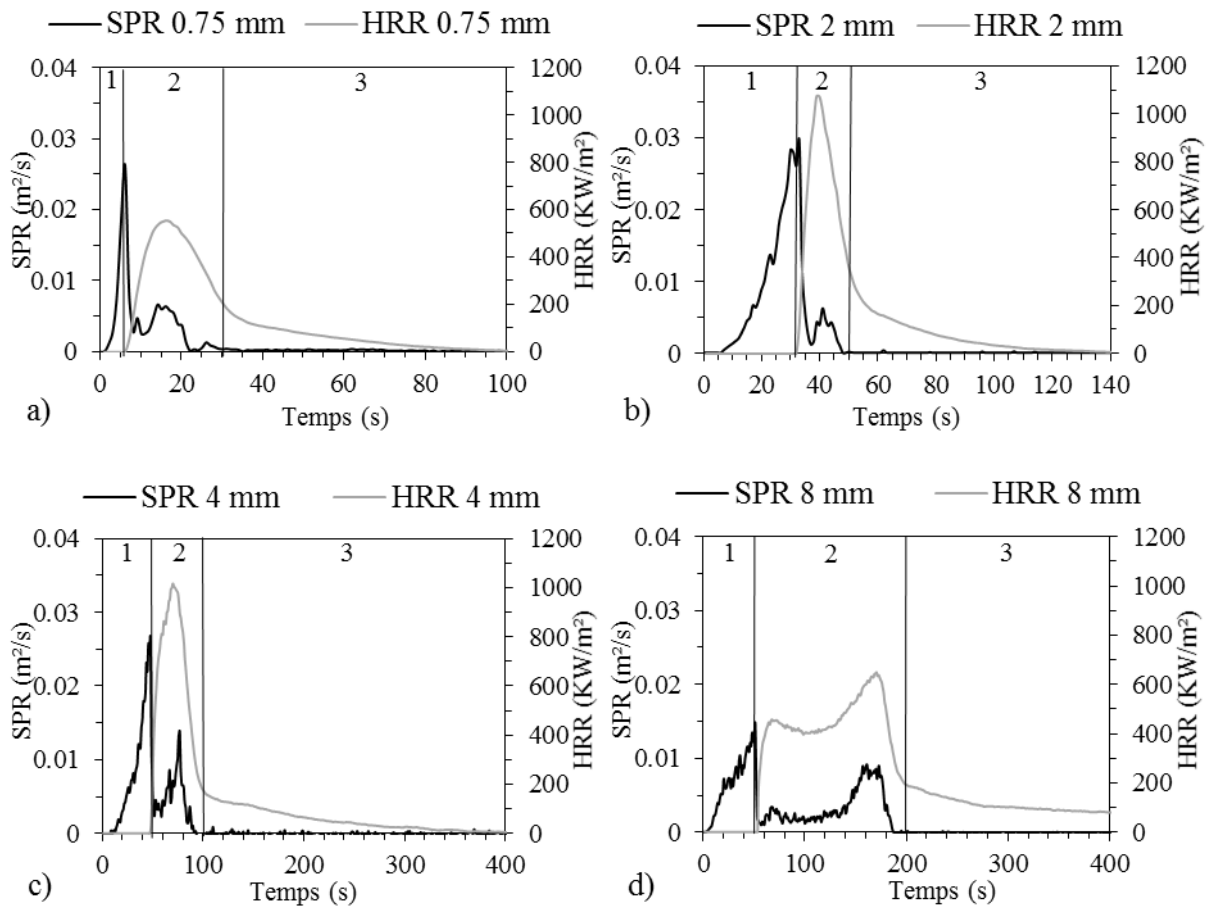 SPR 0.75 mm HRR 0.75 mm
0.04 0.03 0.02 0.01 0
SPR (m²/s)
1 2 3
1200 1000 800 600 400 200 0
HRR (KW/m²)
0 20 40 60 80 100
Temps (s)
a)
SPR 2 mm HRR 2 mm
0.04 0.03 0.02 0.01 0
SPR (m²/s)
1 2 3
1200 1000 800 600 400 200 0
HRR (KW/m²)
0 20 40 60 80 100 120 140
Temps (s)
b)
SPR 4 mm HRR 4 mm
0.04 0.03 0.02 0.01 0
SPR (m²/s)
1 2 3
1200 1000 800 600 400 200 0
HRR (KW/m²)
0 100 200 300 400
Temps (s)
c)
SPR 8 mm HRR 8 mm
0.04 0.03 0.02 0.01 0
SPR (m²/s)
1 2 3
1200 1000 800 600 400 200 0
HRR (KW/m²)
0 100 200 300 400
Temps (s)
d)